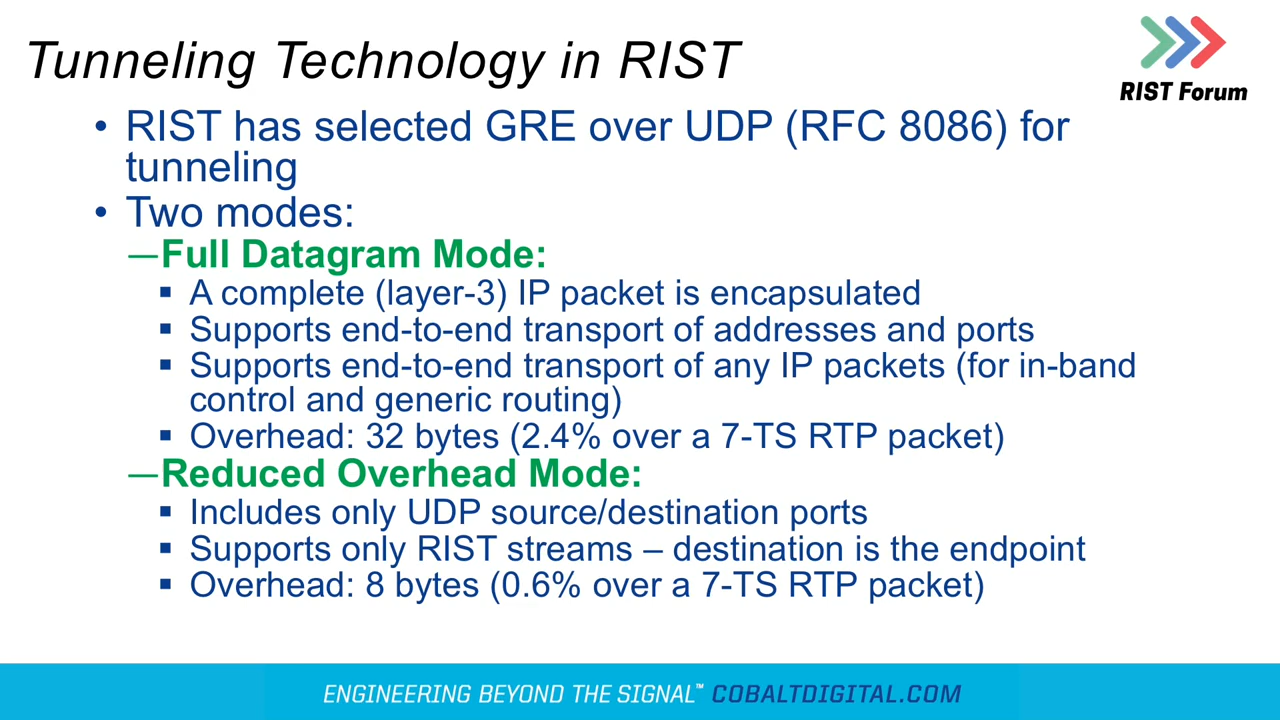 Tunneling Technology in RIST
RIST Forum
• RIST has selected GRE over UDP (RFC 8086) for
tunneling
• Two modes:
—Full Datagram Mode:
▪ A complete (layer-3) IP packet is encapsulated
▪ Supports end-to-end transport of addresses and ports
▪ Supports end-to-end transport of any IP packets (for in-band
control and generic routing)
▪ Overhead: 32 bytes (2.4% over a 7-TS RTP packet)
—Reduced Overhead Mode:
▪ Includes only UDP source/destination ports
▪ Supports only RIST streams – destination is the endpoint
▪ Overhead: 8 bytes (0.6% over a 7-TS RTP packet)
ENGINEERING BEYOND THE SIGNAL™ COBALTDIGITAL.COM